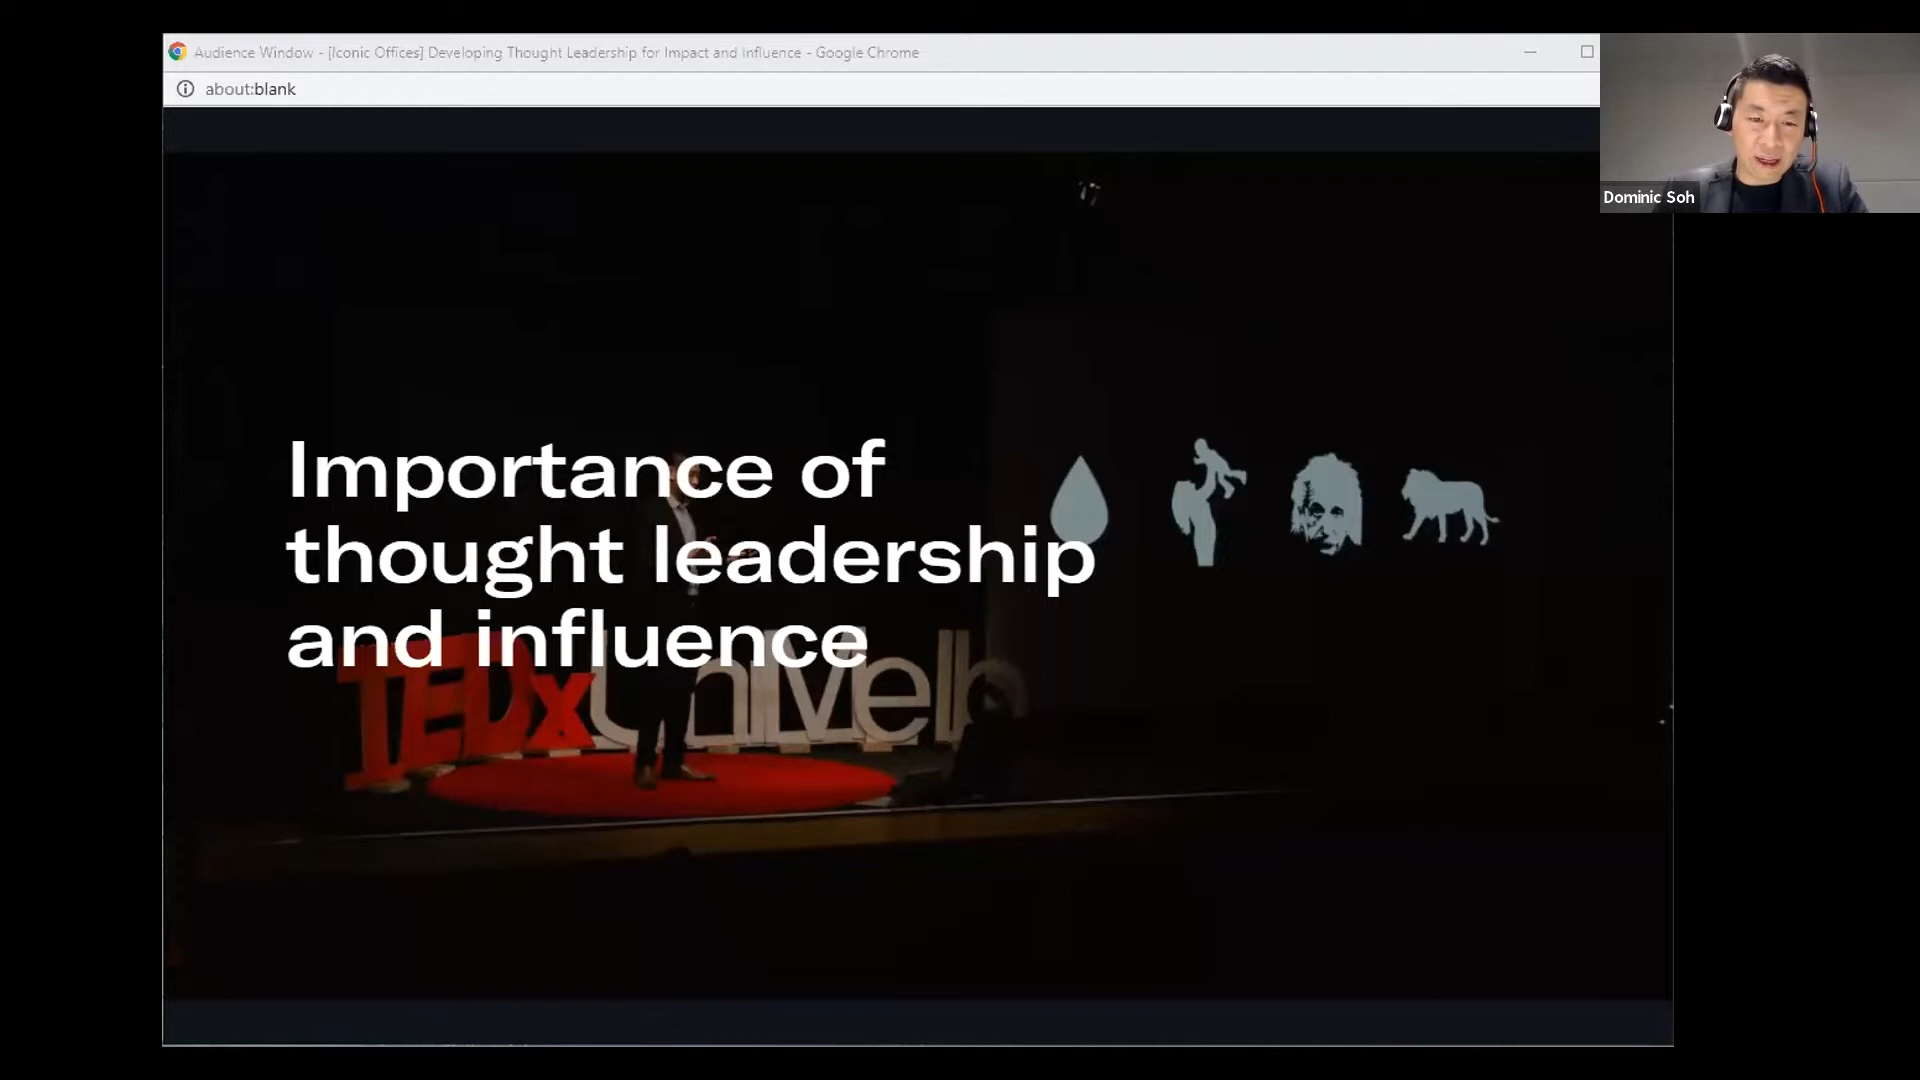 Audience Window - [Iconic Offices] Developing Thought Leadership for Impact and Influence - Google Chrome
about:blank
Dominic Soh
Importance of
thought leadership
and influence
TEDxUniMelb